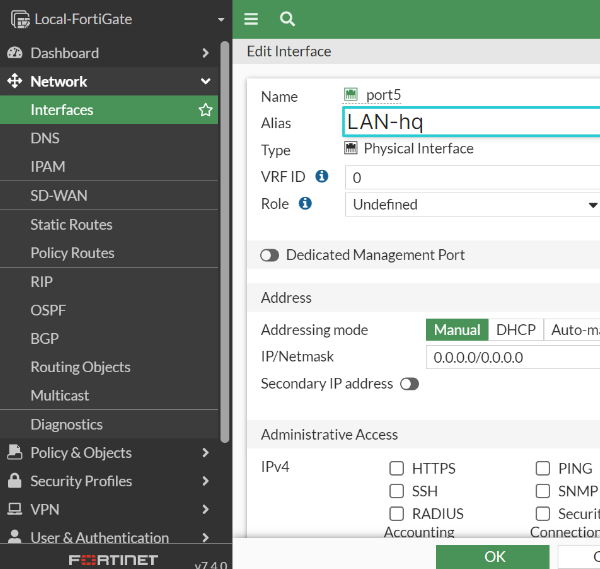 Local-FortiGate
Dashboard
Network
Interfaces
DNS
IPAM
SD-WAN
Static Routes
Policy Routes
RIP
OSPF
BGP
Routing Objects
Multicast
Diagnostics
Policy & Objects
Security Profiles
VPN
User & Authentication
FORTINET
v7.4.0
Edit Interface
Name port5
Alias LAN-hq
Type Physical Interface
VRF ID 0
Role Undefined
Dedicated Management Port
Address
Addressing mode Manual DHCP Auto-ma
IP/Netmask 0.0.0.0/0.0.0.0
Secondary IP address
Administrative Access
IPv4 HTTPS PING
SSH SNMP
RADIUS Securit
Accounting Connection
OK